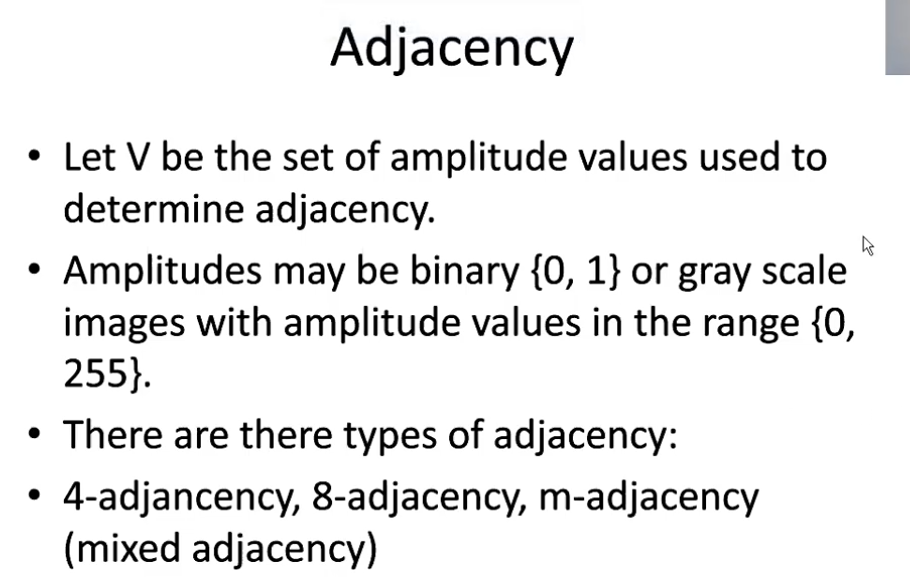 Adjacency
• Let V be the set of amplitude values used to
determine adjacency.
• Amplitudes may be binary {0, 1} or gray scale
images with amplitude values in the range {0,
255}.
• There are there types of adjacency:
• 4-adjancency, 8-adjacency, m-adjacency
(mixed adjacency)